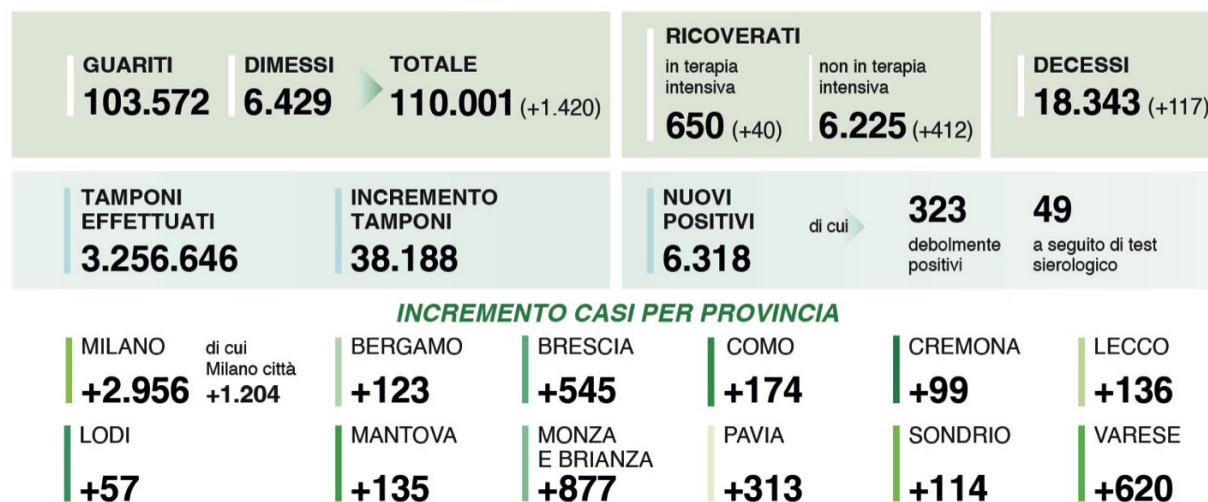 GUARITI
103.572
DIMESSI
6.429
TOTALE
110.001 (+1.420)
RICOVERATI
in terapia
intensiva
650 (+40)
non in terapia
intensiva
6.225 (+412)
DECESSI
18.343 (+117)
TAMPONI
EFFETTUATI
3.256.646
INCREMENTO
TAMPONI
38.188
NUOVI
POSITIVI
6.318
di cui
323
debolmente
positivi
49
a seguito di test
sierologico
INCREMENTO CASI PER PROVINCIA
MILANO
+2.956
di cui
Milano città
+1.204
BERGAMO
+123
BRESCIA
+545
COMO
+174
CREMONA
+99
LECCO
+136
LODI
+57
MANTOVA
+135
MONZA
E BRIANZA
+877
PAVIA
+313
SONDRIO
+114
VARESE
+620